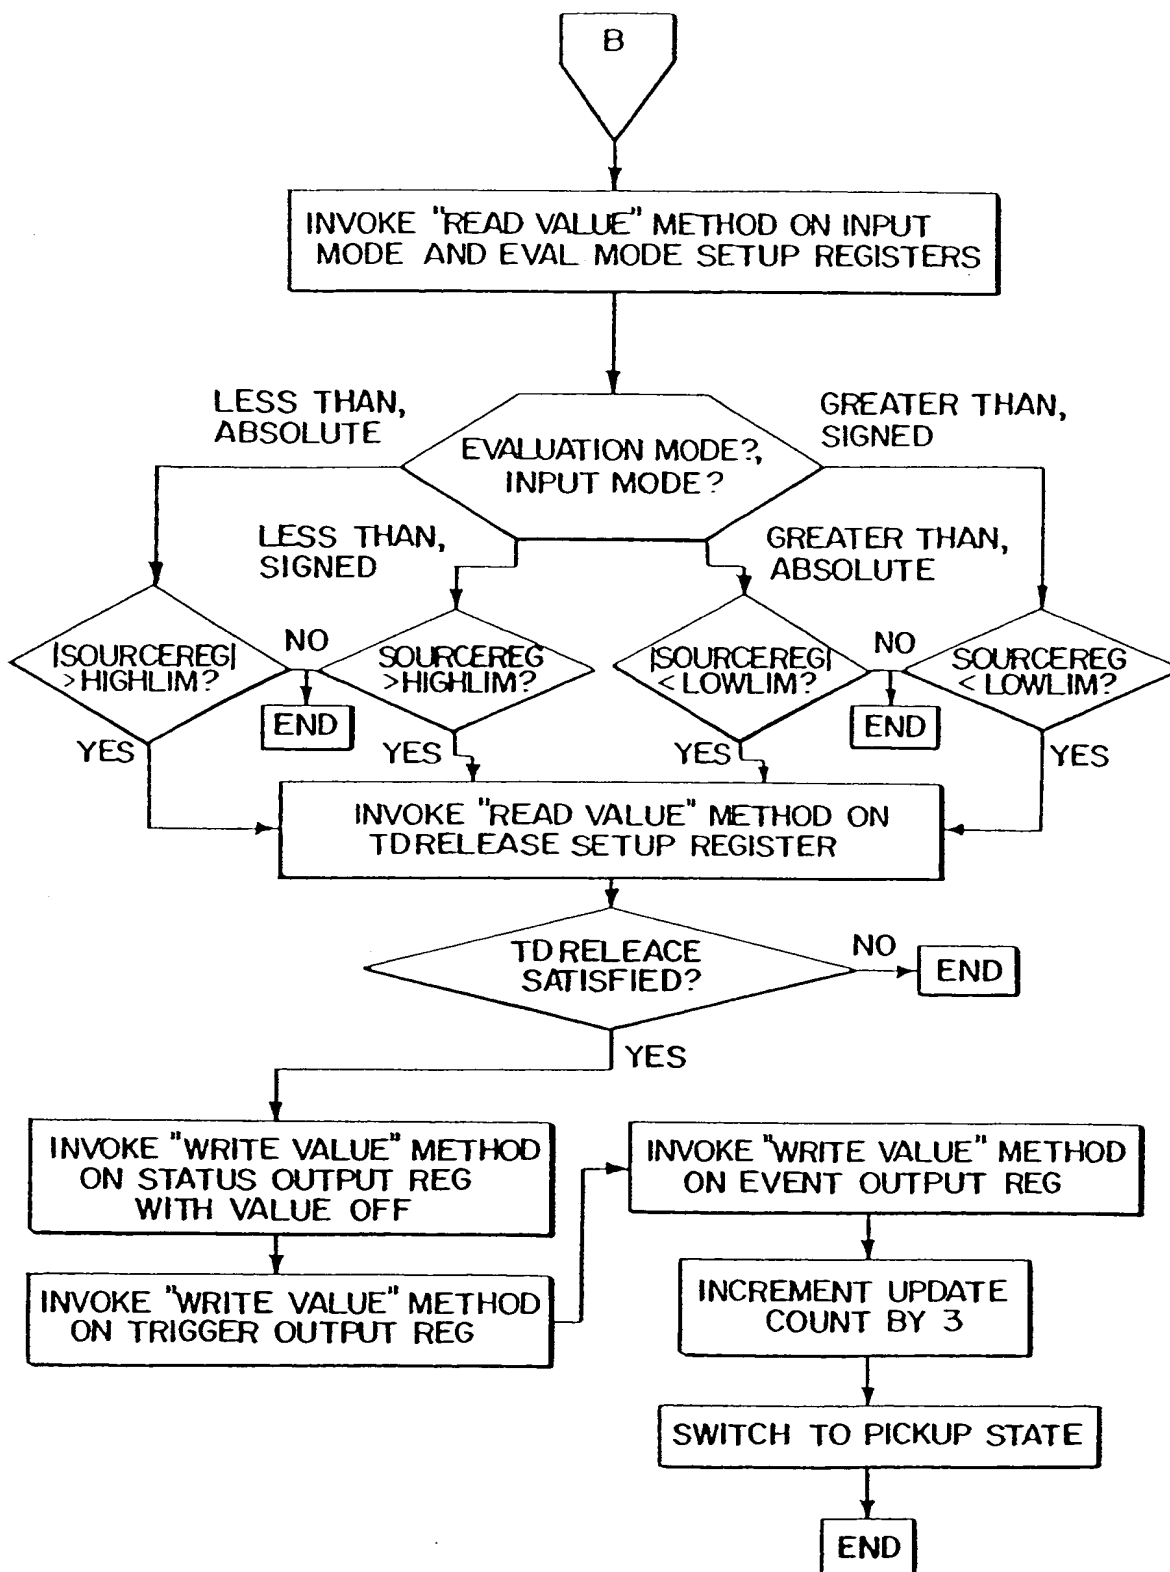 B
INVOKE "READ VALUE" METHOD ON INPUT
MODE AND EVAL MODE SETUP REGISTERS
LESS THAN,
ABSOLUTE
GREATER THAN,
SIGNED
EVALUATION MODE?,
INPUT MODE?
LESS THAN,
SIGNED
GREATER THAN,
ABSOLUTE
|SOURCEREG|
>HIGHLIM?
NO
SOURCEREG
>HIGHLIM?
|SOURCEREG|
< LOWLIM?
NO
SOURCEREG
< LOWLIM?
END
END
YES
YES
YES
YES
INVOKE "READ VALUE" METHOD ON
TDRELEASE SETUP REGISTER
TD RELEACE
SATISFIED?
NO
END
YES
INVOKE "WRITE VALUE" METHOD
ON STATUS OUTPUT REG
WITH VALUE OFF
INVOKE "WRITE VALUE" METHOD
ON TRIGGER OUTPUT REG
INVOKE "WRITE VALUE" METHOD
ON EVENT OUTPUT REG
INCREMENT UPDATE
COUNT BY 3
SWITCH TO PICKUP STATE
END